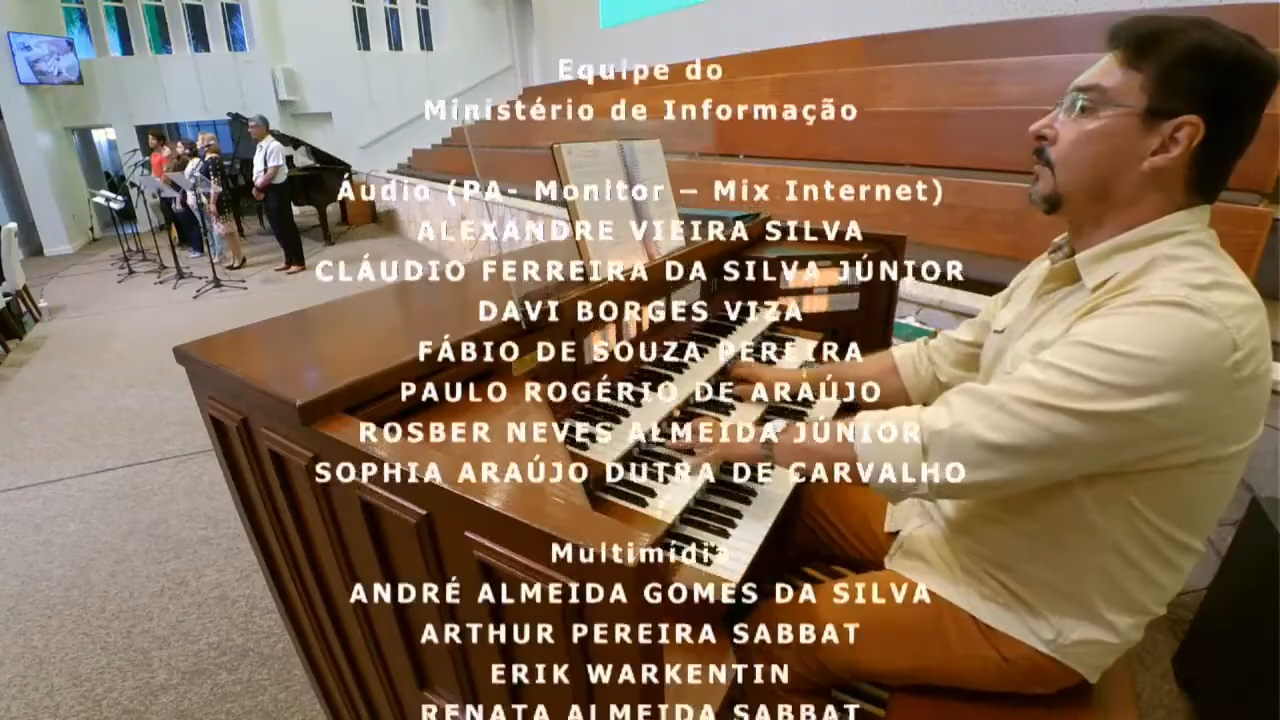 Equipe do
Ministério de Informação
Áudio (PA- Monitor – Mix Internet)
ALEXANDRE VIEIRA SILVA
CLÁUDIO FERREIRA DA SILVA JÚNIOR
DAVI BORGES VIZA
FÁBIO DE SOUZA PEREIRA
PAULO ROGÉRIO DE ARAÚJO
ROSBER NEVES ALMEIDA JÚNIOR
SOPHIA ARAÚJO DUTRA DE CARVALHO
Multimídia
ANDRÉ ALMEIDA GOMES DA SILVA
ARTHUR PEREIRA SABBAT
ERIK WARKENTIN
RENATA ALMEIDA SABBAT